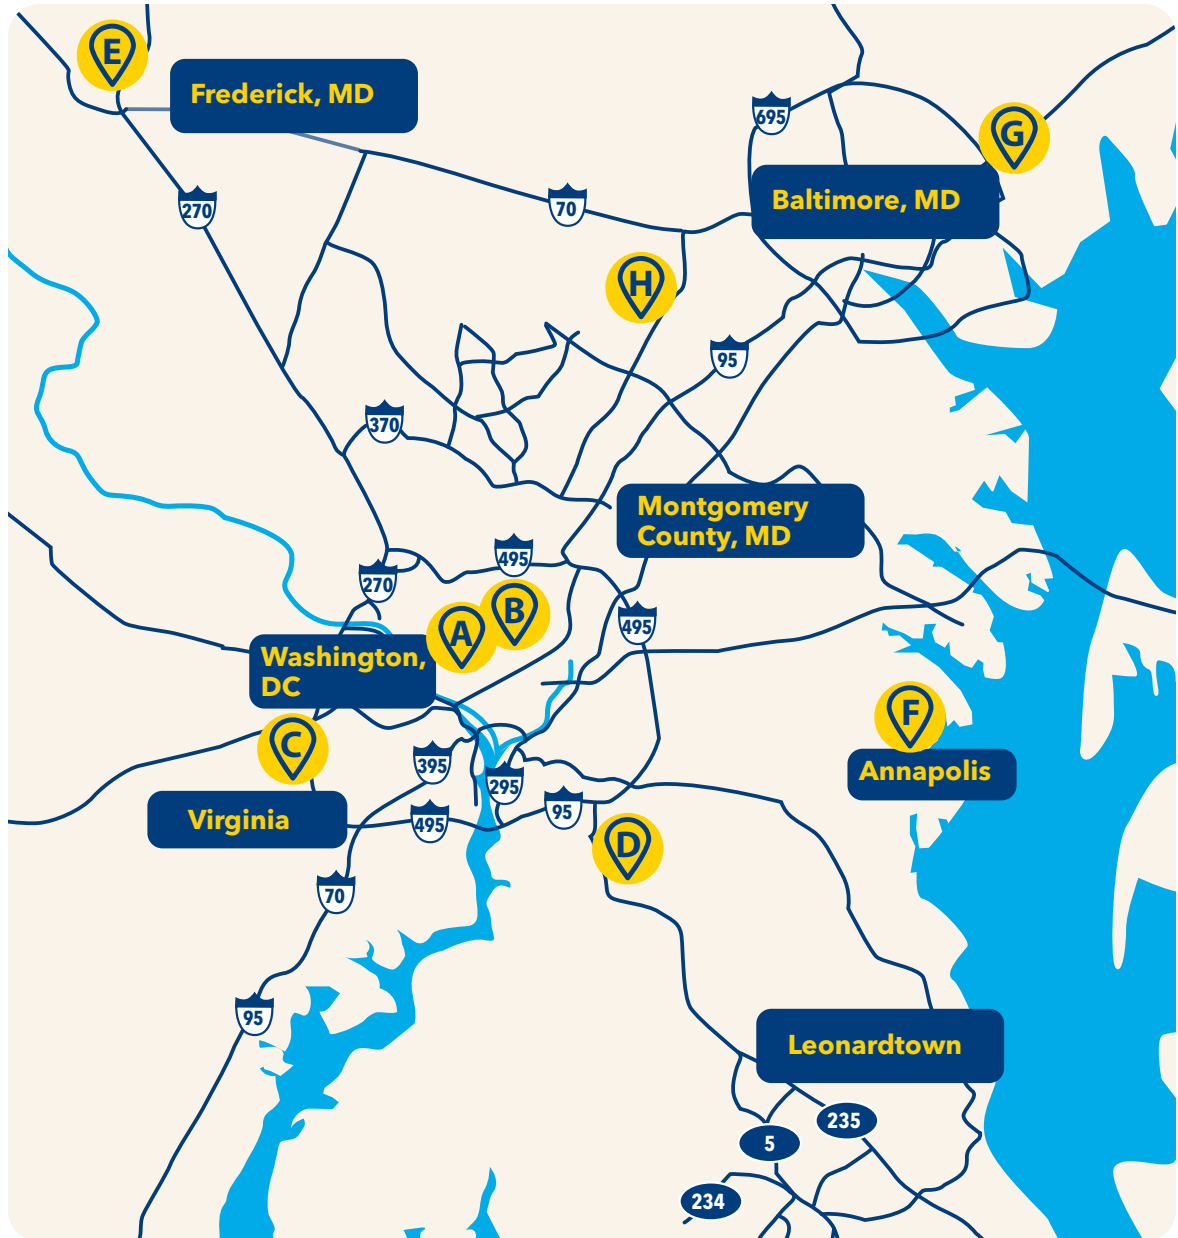 E
Frederick, MD
695
G
270
70
Baltimore, MD
H
95
370
Montgomery
County, MD
495
270
B
A
495
Washington,
DC
F
C
395
Annapolis
295
95
Virginia
495
D
70
95
Leonardtown
235
5
234